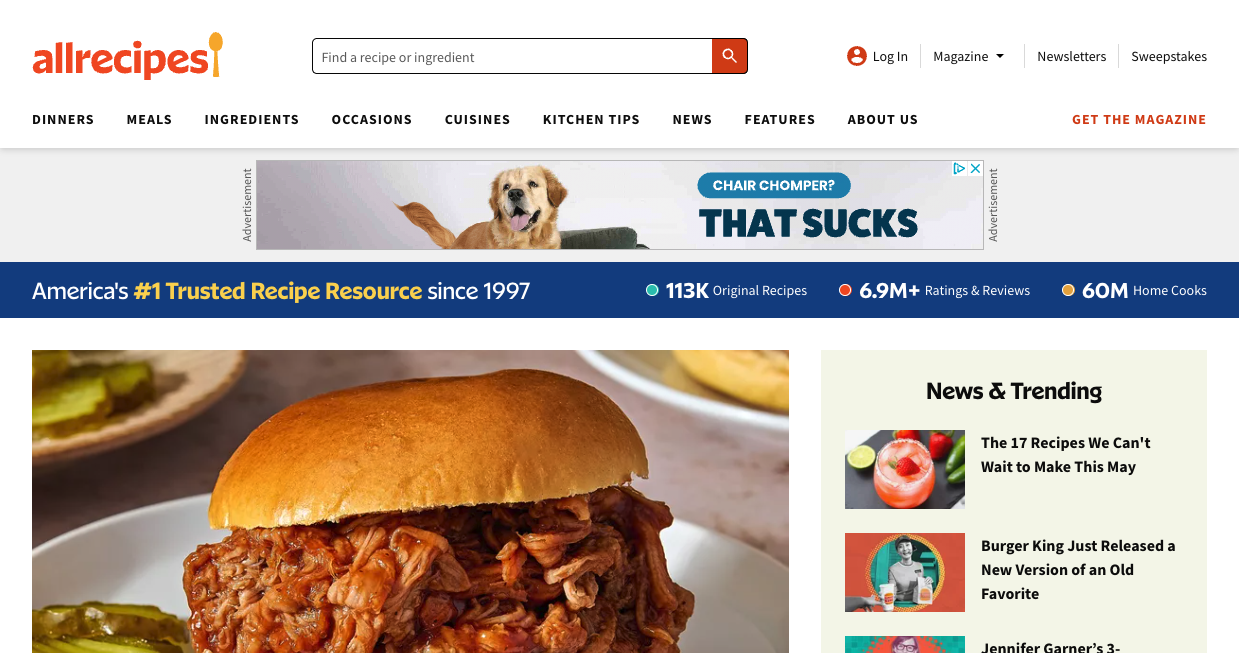 allrecipes
Find a recipe or ingredient
Log In
Magazine
Newsletters
Sweepstakes
DINNERS
MEALS
INGREDIENTS
OCCASIONS
CUISINES
KITCHEN TIPS
NEWS
FEATURES
ABOUT US
GET THE MAGAZINE
Advertisement
CHAIR CHOMPER?
THAT SUCKS
Advertisement
America's #1 Trusted Recipe Resource since 1997
113K Original Recipes
6.9M+ Ratings & Reviews
60M Home Cooks
News & Trending
The 17 Recipes We Can't
Wait to Make This May
Burger King Just Released a
New Version of an Old
Favorite
Jennifer Garner’s 3-